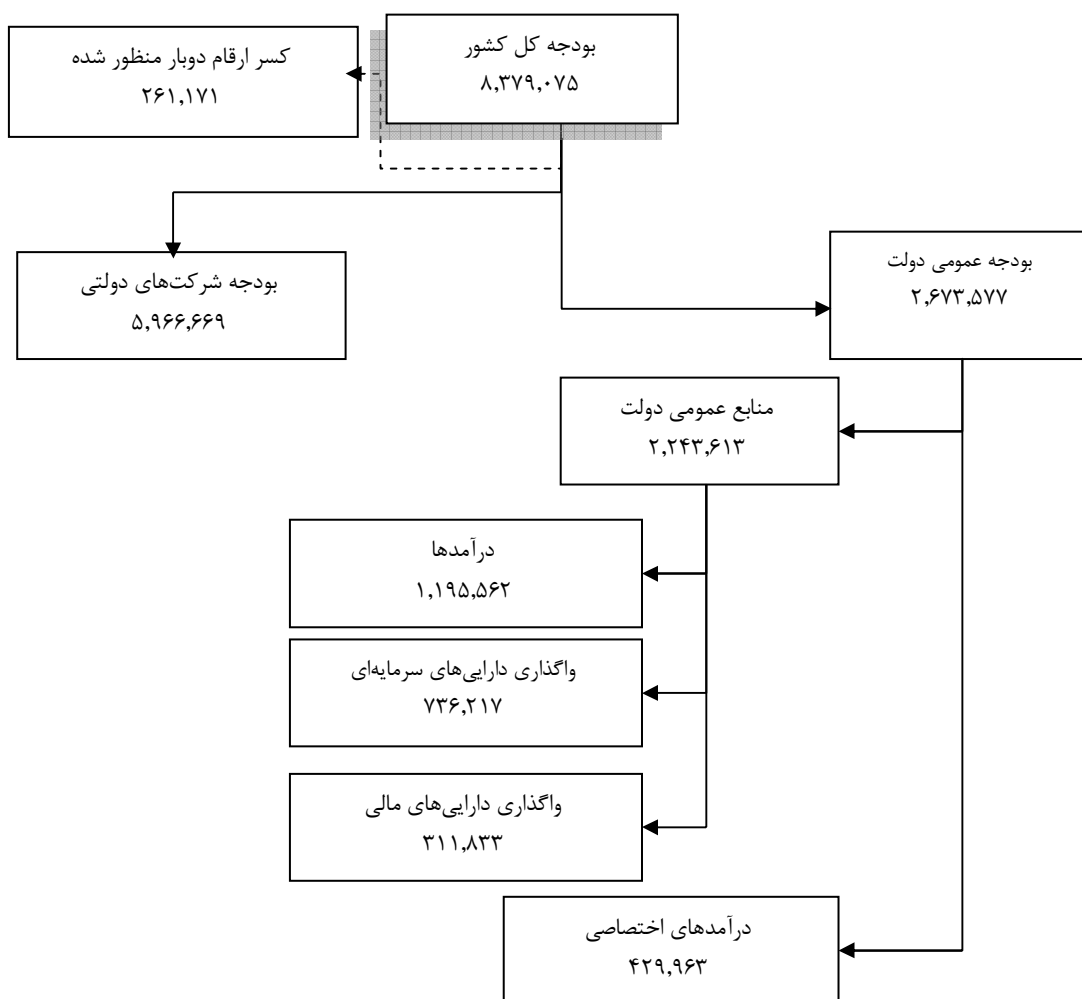 بودجه کل کشور
۸,۳۷۹,۰۷۵
کسر ارقام دوبار منظور شده
۲۶۱,۱۷۱
بودجه عمومی دولت
۲,۶۷۳,۵۷۷
بودجه شرکت‌های دولتی
۵,۹۶۶,۶۶۹
منابع عمومی دولت
۲,۲۴۳,۶۱۳
درآمدها
۱,۱۹۵,۵۶۲
واگذاری دارایی‌های سرمایه‌ای
۷۳۶,۲۱۷
واگذاری دارایی‌های مالی
۳۱۱,۸۳۳
درآمدهای اختصاصی
۴۲۹,۹۶۳